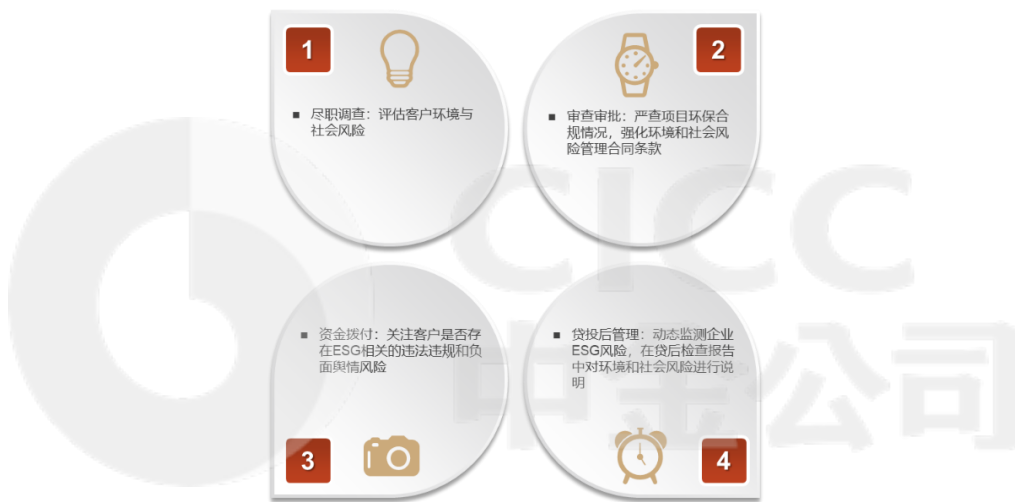 1
■ 尽职调查：评估客户环境与
社会风险
2
■ 审查审批：严查项目环保合
规情况，强化环境和社会风
险管理合同条款
■ 资金拨付：关注客户是否存
在ESG相关的违法违规和负
面舆情风险
3
■ 贷投后管理：动态监测企业
ESG风险，在贷后检查报告
中对环境和社会风险进行说
明
4
CICC
中金公司